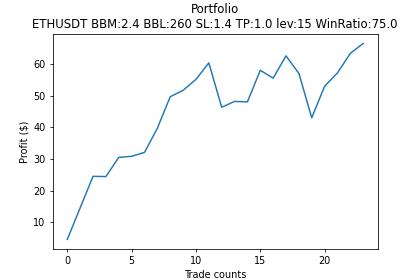 Portfolio
ETHUSDT BBM:2.4 BBL:260 SL:1.4 TP:1.0 lev:15 WinRatio:75.0
60
50
40
30
20
10
Profit ($)
0 5 10 15 20
Trade counts